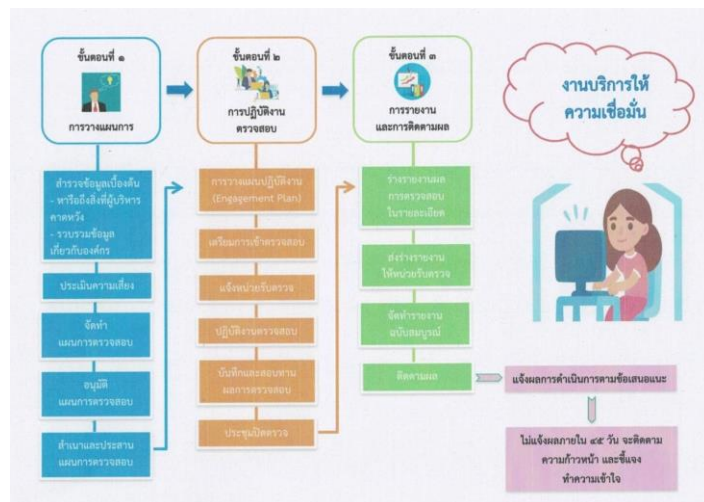 ขั้นตอนที่ ๑
การวางแผนการ
สำรวจข้อมูลเบื้องต้น
- หารือถึงสิ่งที่ผู้บริหาร
คาดหวัง
- รวบรวมข้อมูล
เกี่ยวกับองค์กร
ประเมินความเสี่ยง
จัดทำ
แผนการตรวจสอบ
อนุมัติ
แผนการตรวจสอบ
สำเนาและประสาน
แผนการตรวจสอบ
ขั้นตอนที่ ๒
การปฏิบัติงาน
ตรวจสอบ
การวางแผนปฏิบัติงาน
(Engagement Plan)
เตรียมการเข้าตรวจสอบ
แจ้งหน่วยรับตรวจ
ปฏิบัติงานตรวจสอบ
บันทึกและสอบทาน
ผลการตรวจสอบ
ประชุมปิดตรวจ
ขั้นตอนที่ ๓
การรายงาน
และการติดตามผล
ร่างรายงานผล
การตรวจสอบ
ในรายละเอียด
ส่งร่างรายงาน
ให้หน่วยรับตรวจ
จัดทำรายงาน
ฉบับสมบูรณ์
ติดตามผล
งานบริการให้
ความเชื่อมั่น
แจ้งผลการดำเนินการตามข้อเสนอแนะ
ไม่แจ้งผลภายใน ๔๕ วัน จะติดตาม
ความก้าวหน้า และชี้แจง
ทำความเข้าใจ